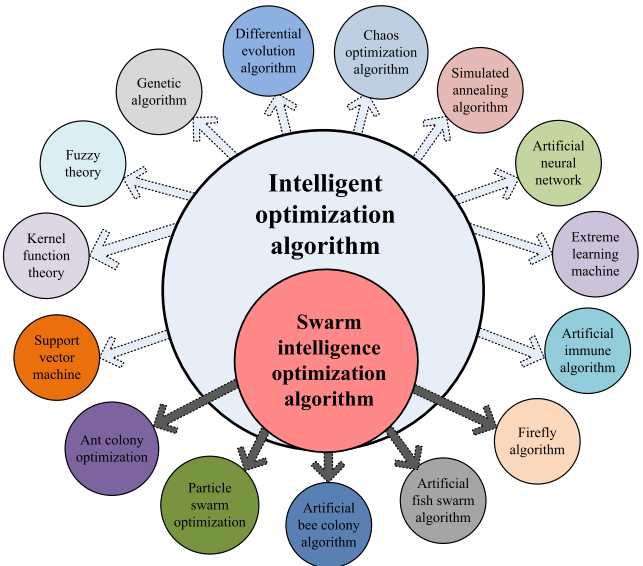 Differential
evolution
algorithm
Chaos
optimization
algorithm
Genetic
algorithm
Simulated
annealing
algorithm
Fuzzy
theory
Artificial
neural
network
Intelligent
optimization
algorithm
Kernel
function
theory
Extreme
learning
machine
Support
vector
machine
Swarm
intelligence
optimization
algorithm
Artificial
immune
algorithm
Ant colony
optimization
Firefly
algorithm
Particle
swarm
optimization
Artificial
bee colony
algorithm
Artificial
fish swarm
algorithm